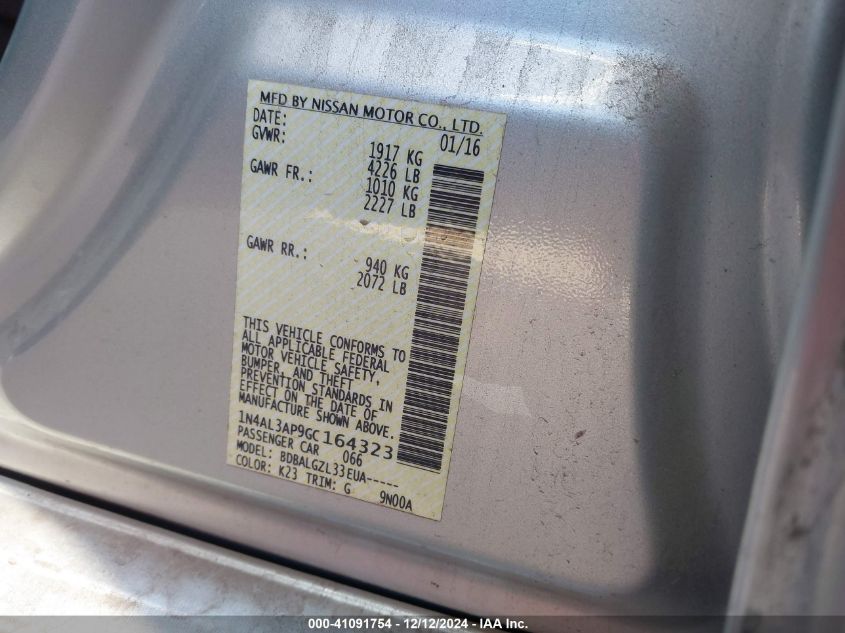 MFD BY NISSAN MOTOR CO., LTD.
DATE: 01/16
GVWR: 1917 KG
4226 LB
GAWR FR.: 1010 KG
2227 LB
GAWR RR.: 940 KG
2072 LB
THIS VEHICLE CONFORMS TO
ALL APPLICABLE FEDERAL
MOTOR VEHICLE SAFETY,
BUMPER, AND THEFT
PREVENTION STANDARDS IN
EFFECT ON THE DATE OF
MANUFACTURE SHOWN ABOVE.
1N4AL3AP9GC164323
PASSENGER CAR 066
MODEL: BDBALGZL33EUA-----
COLOR: K23 TRIM: G 9N00A
000-41091754 - 12/12/2024 - IAA Inc.